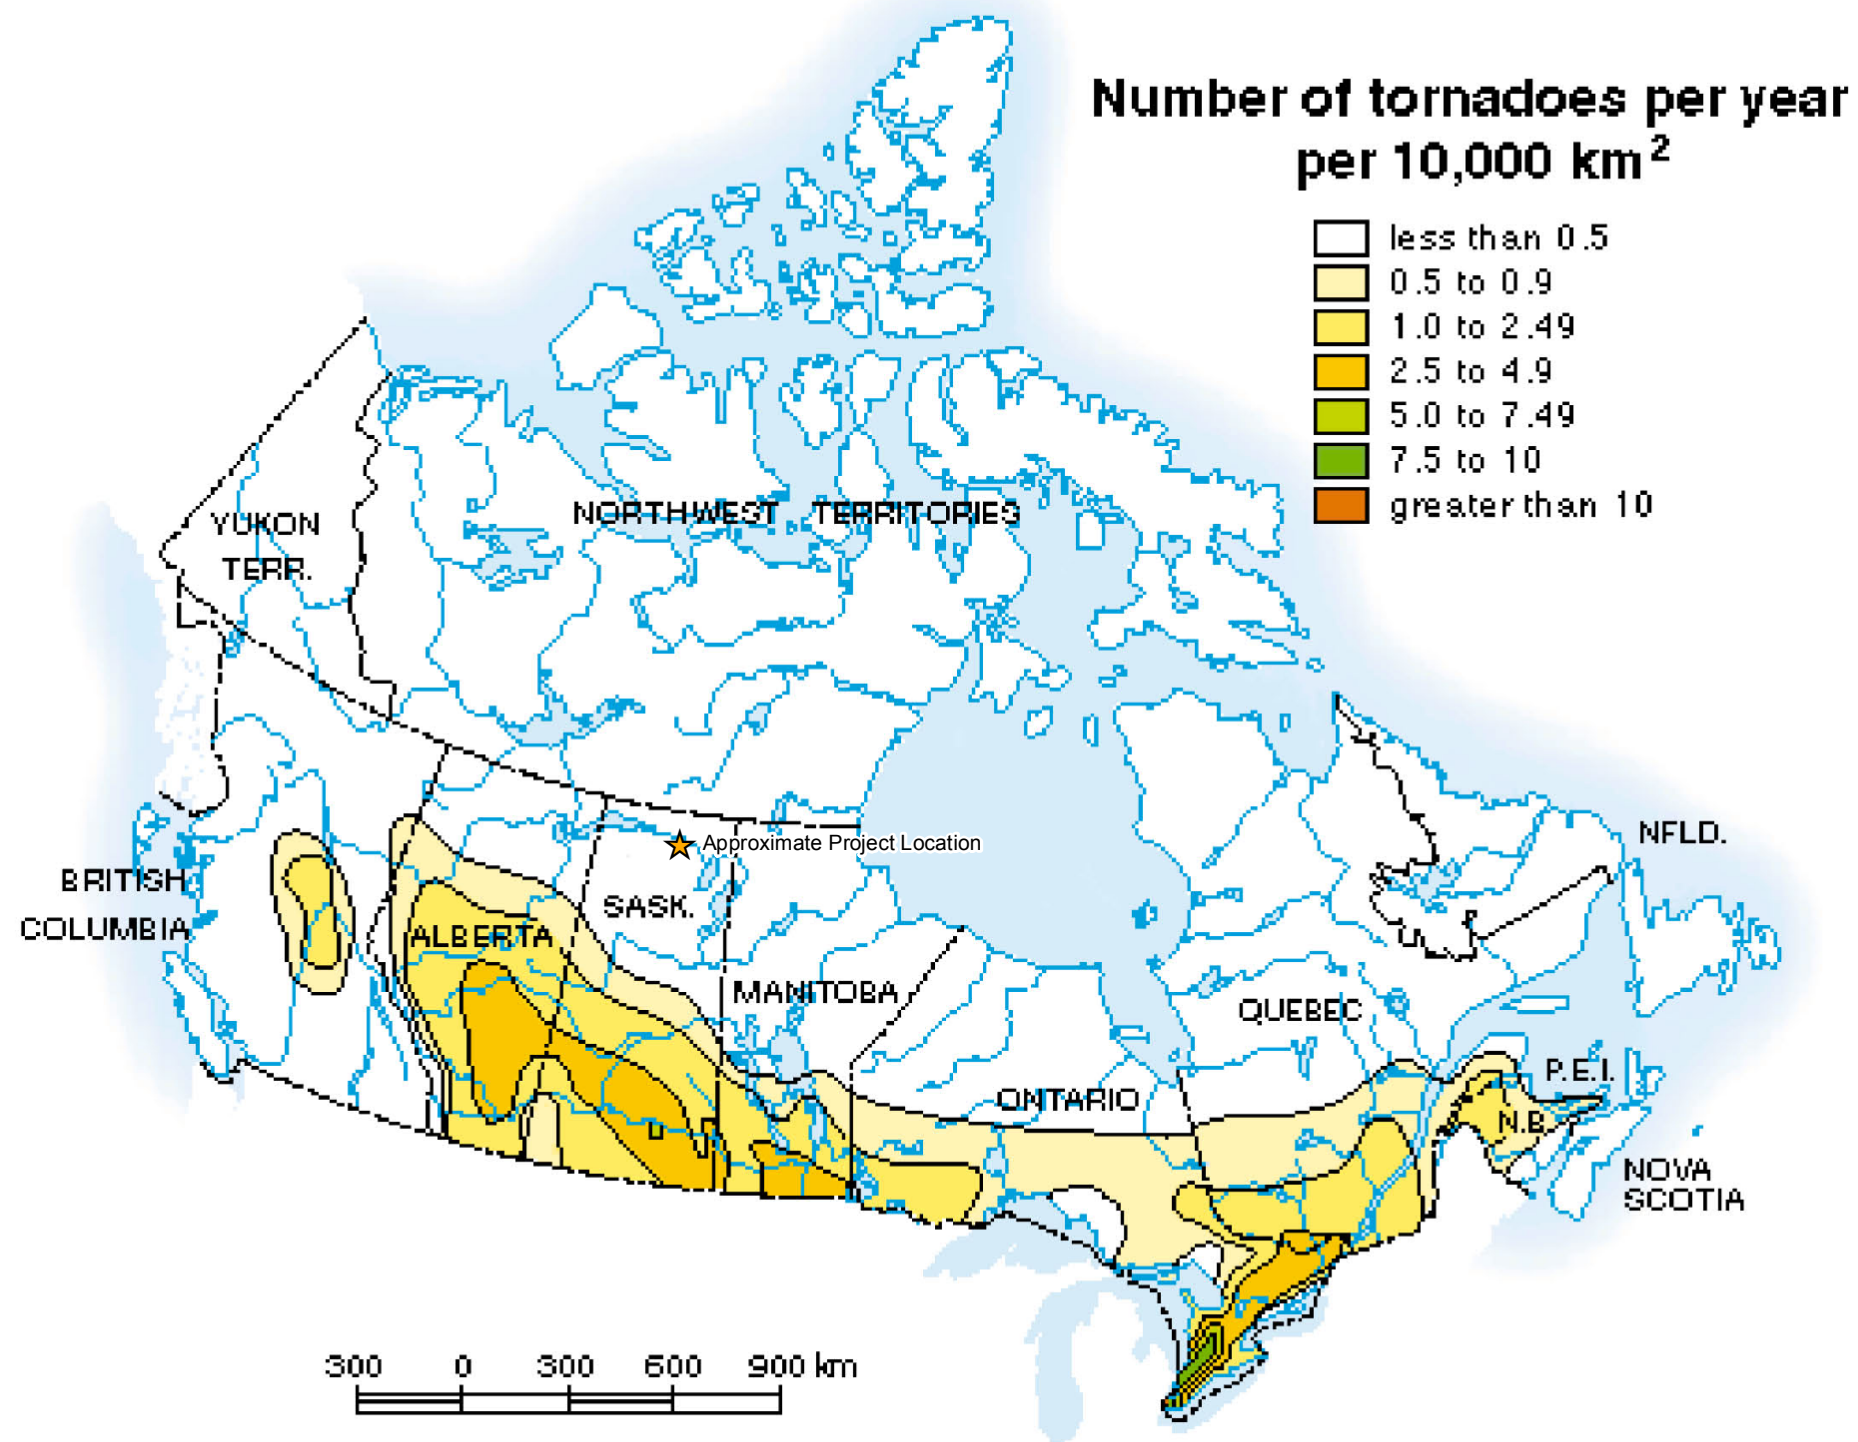 Number of tornadoes per year
per 10,000 km²
less than 0.5
0.5 to 0.9
1.0 to 2.49
2.5 to 4.9
5.0 to 7.49
7.5 to 10
greater than 10
YUKON
TERR.
NORTHWEST TERRITORIES
NFLD.
Approximate Project Location
BRITISH
COLUMBIA
ALBERTA
SASK.
MANITOBA
QUEBEC
ONTARIO
P.E.I.
N.B.
NOVA
SCOTIA
300 0 300 600 900 km